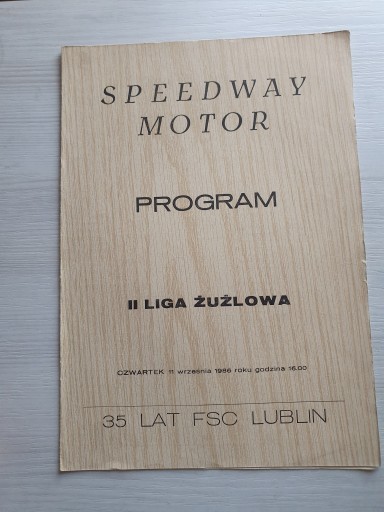 SPEEDWAY
MOTOR
PROGRAM
II LIGA ŻUŻLOWA
CZWARTEK 11 września 1986 roku godzina 16.00
35 LAT FSC LUBLIN